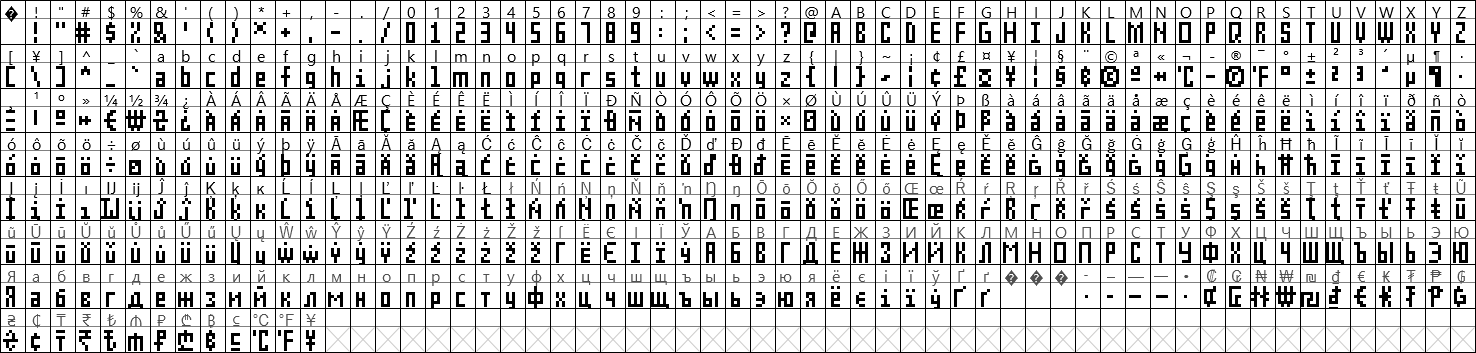 � ! " # $ % & ' ( ) * + , - . / 0 1 2 3 4 5 6 7 8 9 : ; < = > ? @ A B C D E F G H I J K L M N O P Q R S T U V W X Y Z
[ ¥ ] ^ _ ` a b c d e f g h i j k l m n o p q r s t u v w x y z { | } ~ ¡ ¢ £ ¤ ¥ ¦ § ¨ © ª « ¬ - ® ¯ ° ± ² ³ ´ µ ¶ ·
¸ ¹ º » ¼ ½ ¾ ¿ À Á Â Ã Ä Å Æ Ç È É Ê Ë Ì Í Î Ï Ð Ñ Ò Ó Ô Õ Ö × Ø Ù Ú Û Ü Ý Þ ß à á â ã ä å æ ç è é ê ë ì í î ï ð ñ ò
ó ô õ ö ÷ ø ù ú û ü ý þ ÿ Ā ā Ă ă Ą ą Ć ć Ĉ ĉ Ċ ċ Č č Ď ď Đ đ Ē ē Ĕ ĕ Ė ė Ę ę Ě ě Ĝ ĝ Ğ ğ Ġ ġ Ģ ģ Ĥ ĥ Ħ ħ Ĩ ĩ Ī ī Ĭ ĭ
Į į İ ı Ĳ ĳ Ĵ ĵ Ķ ķ ĸ Ĺ ĺ Ļ ļ Ľ ľ Ŀ ŀ Ł ł Ń ń Ņ ņ Ň ň ŉ Ŋ ŋ Ō ō Ŏ ŏ Ő ő Œ œ Ŕ ŕ Ŗ ŗ Ř ř Ś ś Ŝ ŝ Ş ş Š š Ţ ţ Ť ť Ŧ ŧ Ũ
ũ Ū ū Ŭ ŭ Ů ů Ű ű Ų ų Ŵ ŵ Ŷ ŷ Ÿ Ź ź Ż ż Ž ž Ё Є І Ї Ў А Б В Г Д Е Ж З И Й К Л М Н О П Р С Т У Ф Х Ц Ч Ш Щ Ъ Ы Ь Э Ю
Я а б в г д е ж з и й к л м н о п р с т у ф х ц ч ш щ ъ ы ь э ю я ё є і ї ў Ґ ґ � � � ‐ – — ― • ₢ ₲ ₦ ₩ ₪ ₫ € ₭ ₮ ₱ ₲
₴ ₵ ₸ ₹ ₺ ₼ ₽ ₾ ℃ ℉ ¥